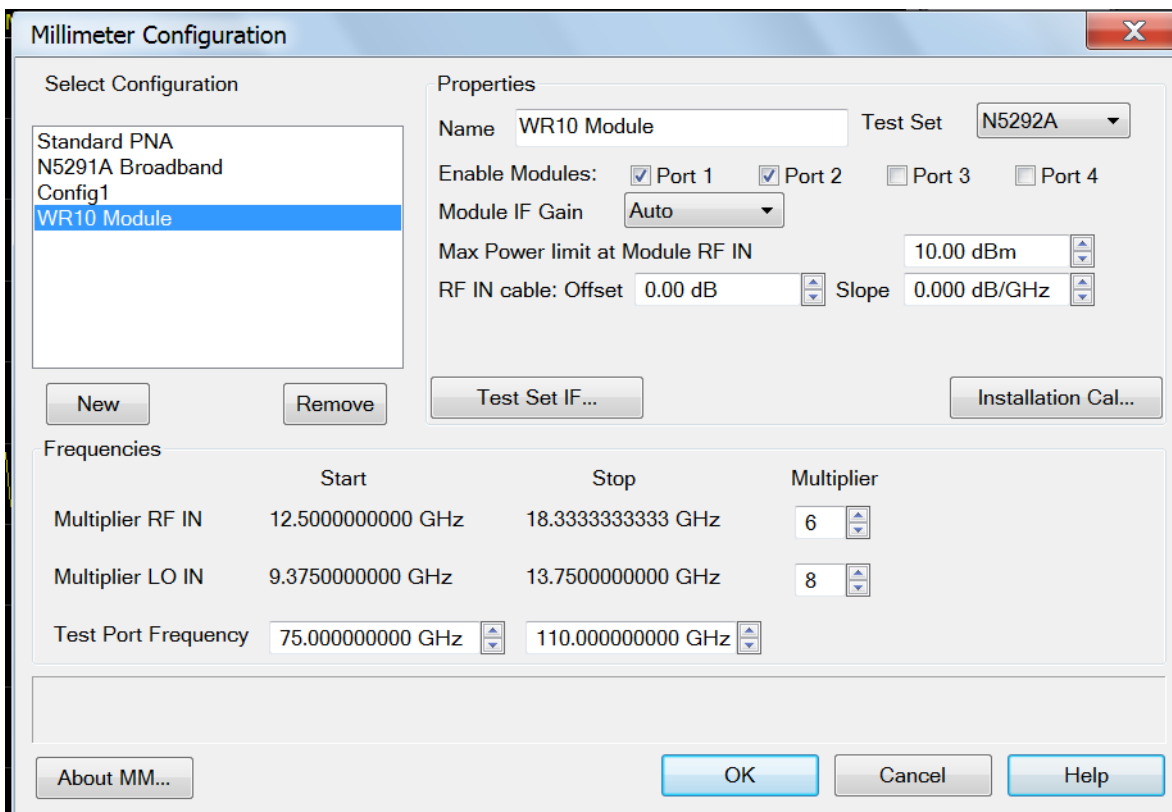 Millimeter Configuration
X
Select Configuration
Standard PNA
N5291A Broadband
Config1
WR10 Module
New
Remove
Properties
Name WR10 Module Test Set N5292A
Enable Modules: Port 1 Port 2 Port 3 Port 4
Module IF Gain Auto
Max Power limit at Module RF IN 10.00 dBm
RF IN cable: Offset 0.00 dB Slope 0.000 dB/GHz
Test Set IF... Installation Cal...
Frequencies
Start Stop Multiplier
Multiplier RF IN 12.5000000000 GHz 18.3333333333 GHz 6
Multiplier LO IN 9.3750000000 GHz 13.7500000000 GHz 8
Test Port Frequency 75.000000000 GHz 110.000000000 GHz
About MM... OK Cancel Help